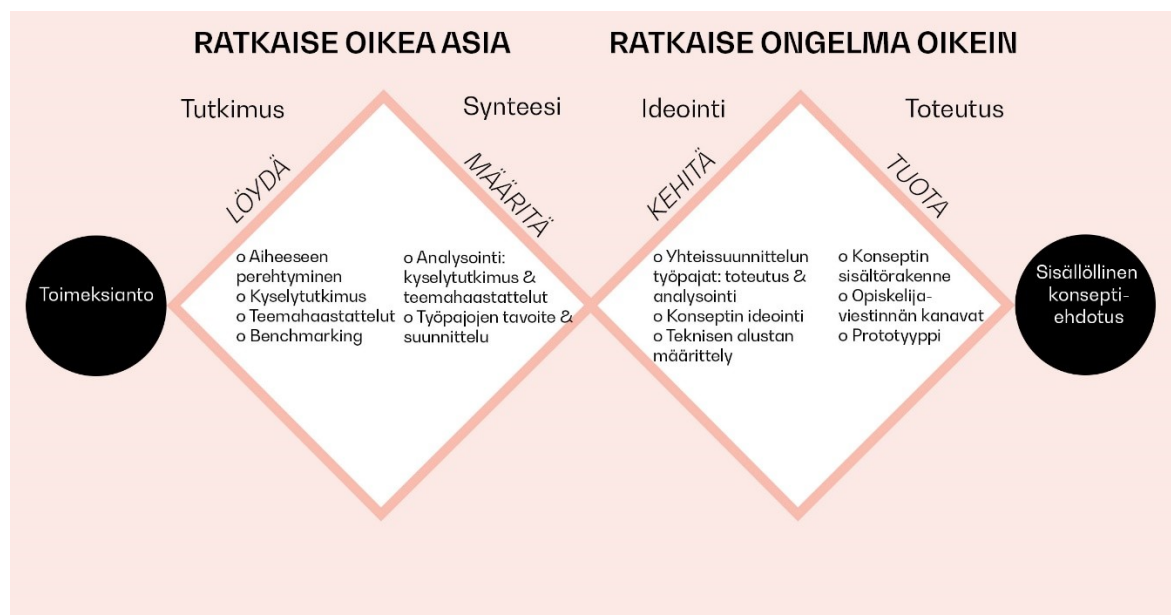 RATKAISE OIKEA ASIA
RATKAISE ONGELMA OIKEIN
Tutkimus
Synteesi
Ideointi
Toteutus
LÖYDÄ
MÄÄRITÄ
KEHITÄ
TUOTA
Toimeksianto
o Aiheeseen
perehtyminen
o Kyselytutkimus
o Teemahaastattelut
o Benchmarking
o Analysointi:
kyselytutkimus &
teemahaastattelut
o Työpajojen tavoite &
suunnittelu
o Yhteissuunnittelun
työpajat: toteutus &
analysointi
o Konseptin ideointi
o Teknisen alustan
määrittely
o Konseptin
sisältörakenne
o Opiskelija-
viestinnän kanavat
o Prototyyppi
Sisällöllinen
konsepti-
ehdotus